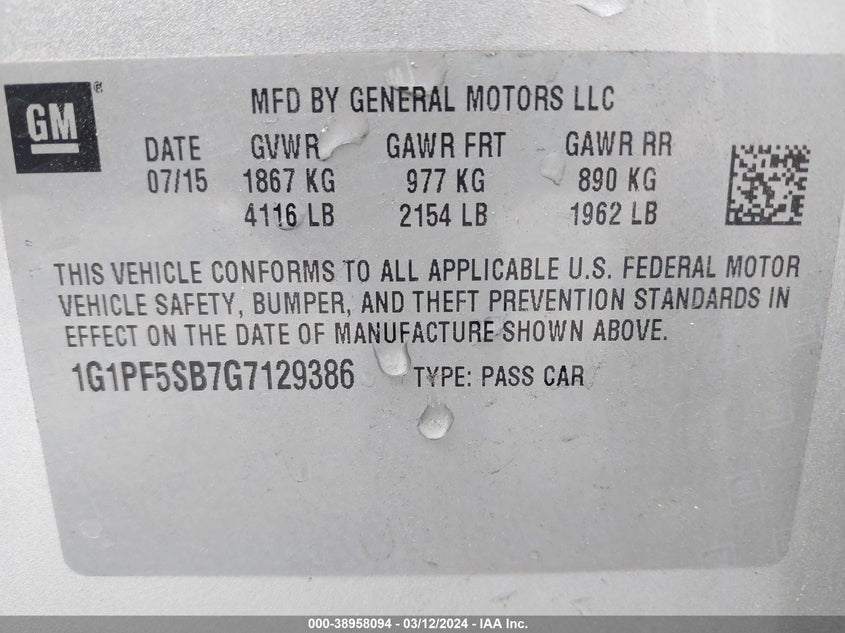 GM®
MFD BY GENERAL MOTORS LLC
DATE GVWR GAWR FRT GAWR RR
07/15 1867 KG 977 KG 890 KG
4116 LB 2154 LB 1962 LB
THIS VEHICLE CONFORMS TO ALL APPLICABLE U.S. FEDERAL MOTOR
VEHICLE SAFETY, BUMPER, AND THEFT PREVENTION STANDARDS IN
EFFECT ON THE DATE OF MANUFACTURE SHOWN ABOVE.
1G1PF5SB7G7129386 TYPE: PASS CAR
000-38958094 - 03/12/2024 - IAA Inc.